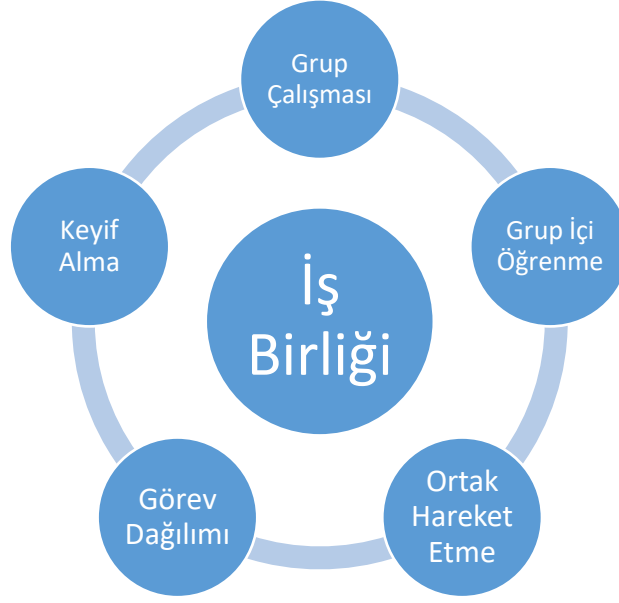 Grup
Çalışması
Grup İçi
Öğrenme
Ortak
Hareket
Etme
Görev
Dağılımı
Keyif
Alma
İş
Birliği